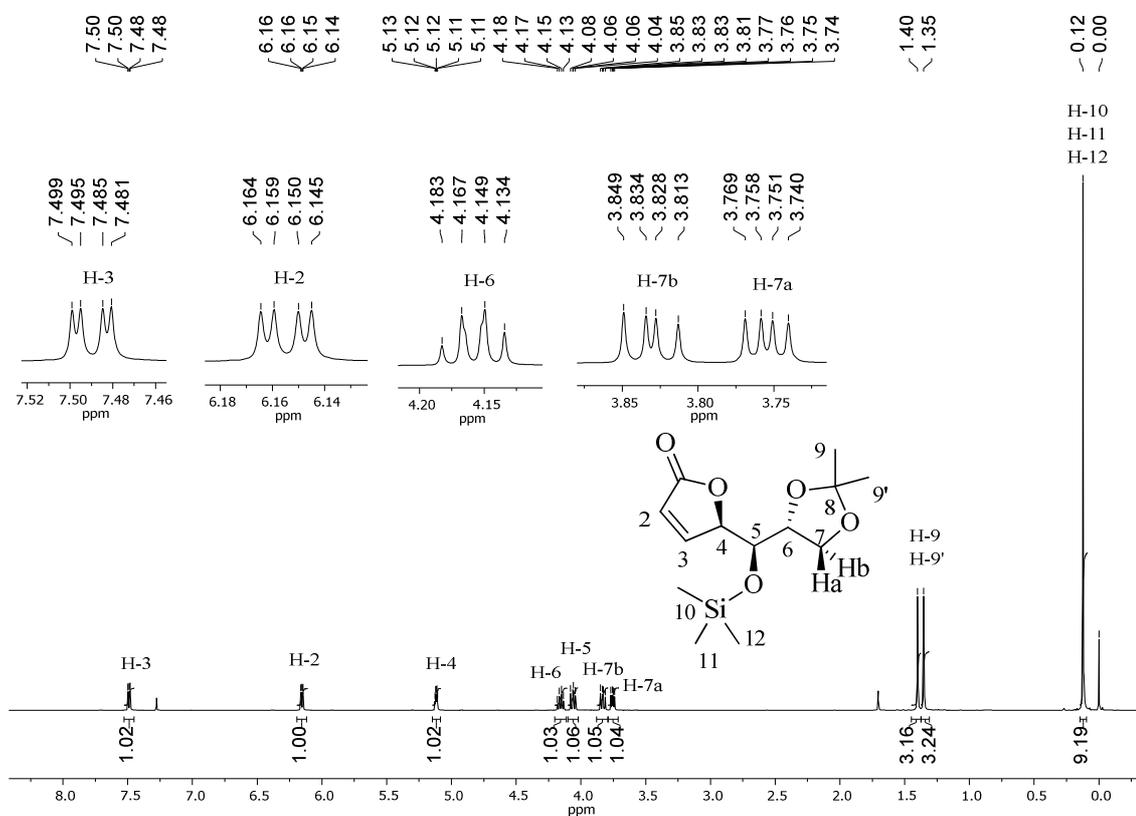 7.50 7.50 7.48 7.48 6.16 6.16 6.15 6.14 5.13 5.12 5.12 5.11 5.11 4.18 4.17 4.15 4.13 4.08 4.06 4.06 4.04 3.85 3.83 3.83 3.81 3.77 3.76 3.75 3.74 1.40 1.35 0.12 0.00
H-10
H-11
H-12
7.499 7.495 7.485 7.481 6.164 6.159 6.150 6.145 4.183 4.167 4.149 4.134 3.849 3.834 3.828 3.813 3.769 3.758 3.751 3.740
H-3 H-2 H-6 H-7b H-7a
7.52 7.50 7.48 7.46 6.18 6.16 6.14 4.20 4.15 3.85 3.80 3.75
ppm ppm ppm ppm
O O 9
O 9'
2 5 8
3 4 6 7 O
Hb
O Ha
10 Si
12
11
H-9
H-9'
H-3 H-2 H-4 H-6 H-5 H-7b H-7a
1.02 1.00 1.02 1.03 1.06 1.05 1.04 3.16 3.24 9.19
8.0 7.5 7.0 6.5 6.0 5.5 5.0 4.5 4.0 3.5 3.0 2.5 2.0 1.5 1.0 0.5 0.0
ppm